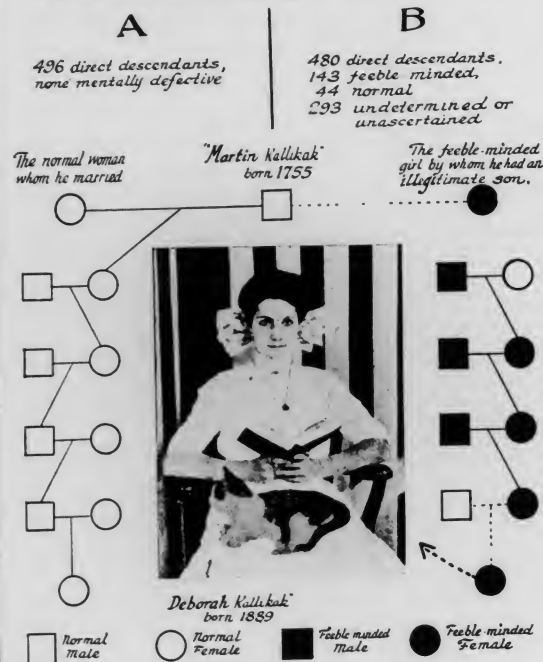 A
B
496 direct descendants,
none mentally defective
480 direct descendants.
143 feeble minded,
44 normal
293 undetermined or
unascertained
The normal woman
whom he married
"Martin Kallikak"
born 1755
The feeble-minded
girl by whom he had an
illegitimate son.
Deborah Kallikak"
born 1889
Normal
Male
Normal
Female
Feeble minded
Male
Feeble-minded
Female